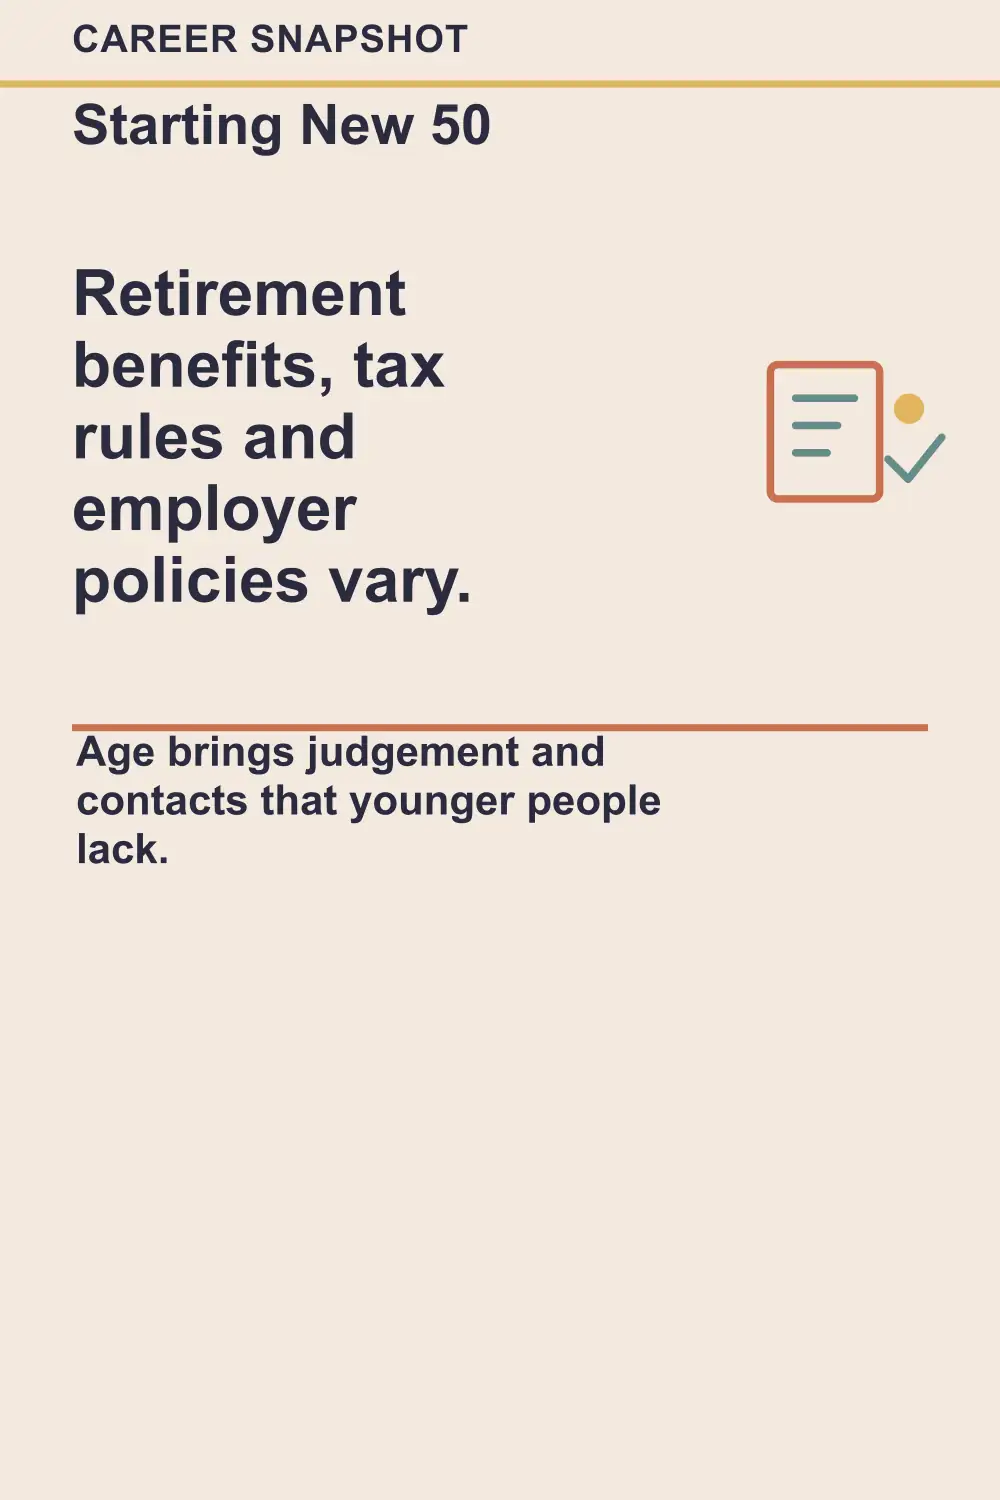 CAREER SNAPSHOT
Starting New 50
Retirement
benefits, tax
rules and
employer
policies vary.
Age brings judgement and
contacts that younger people
lack.